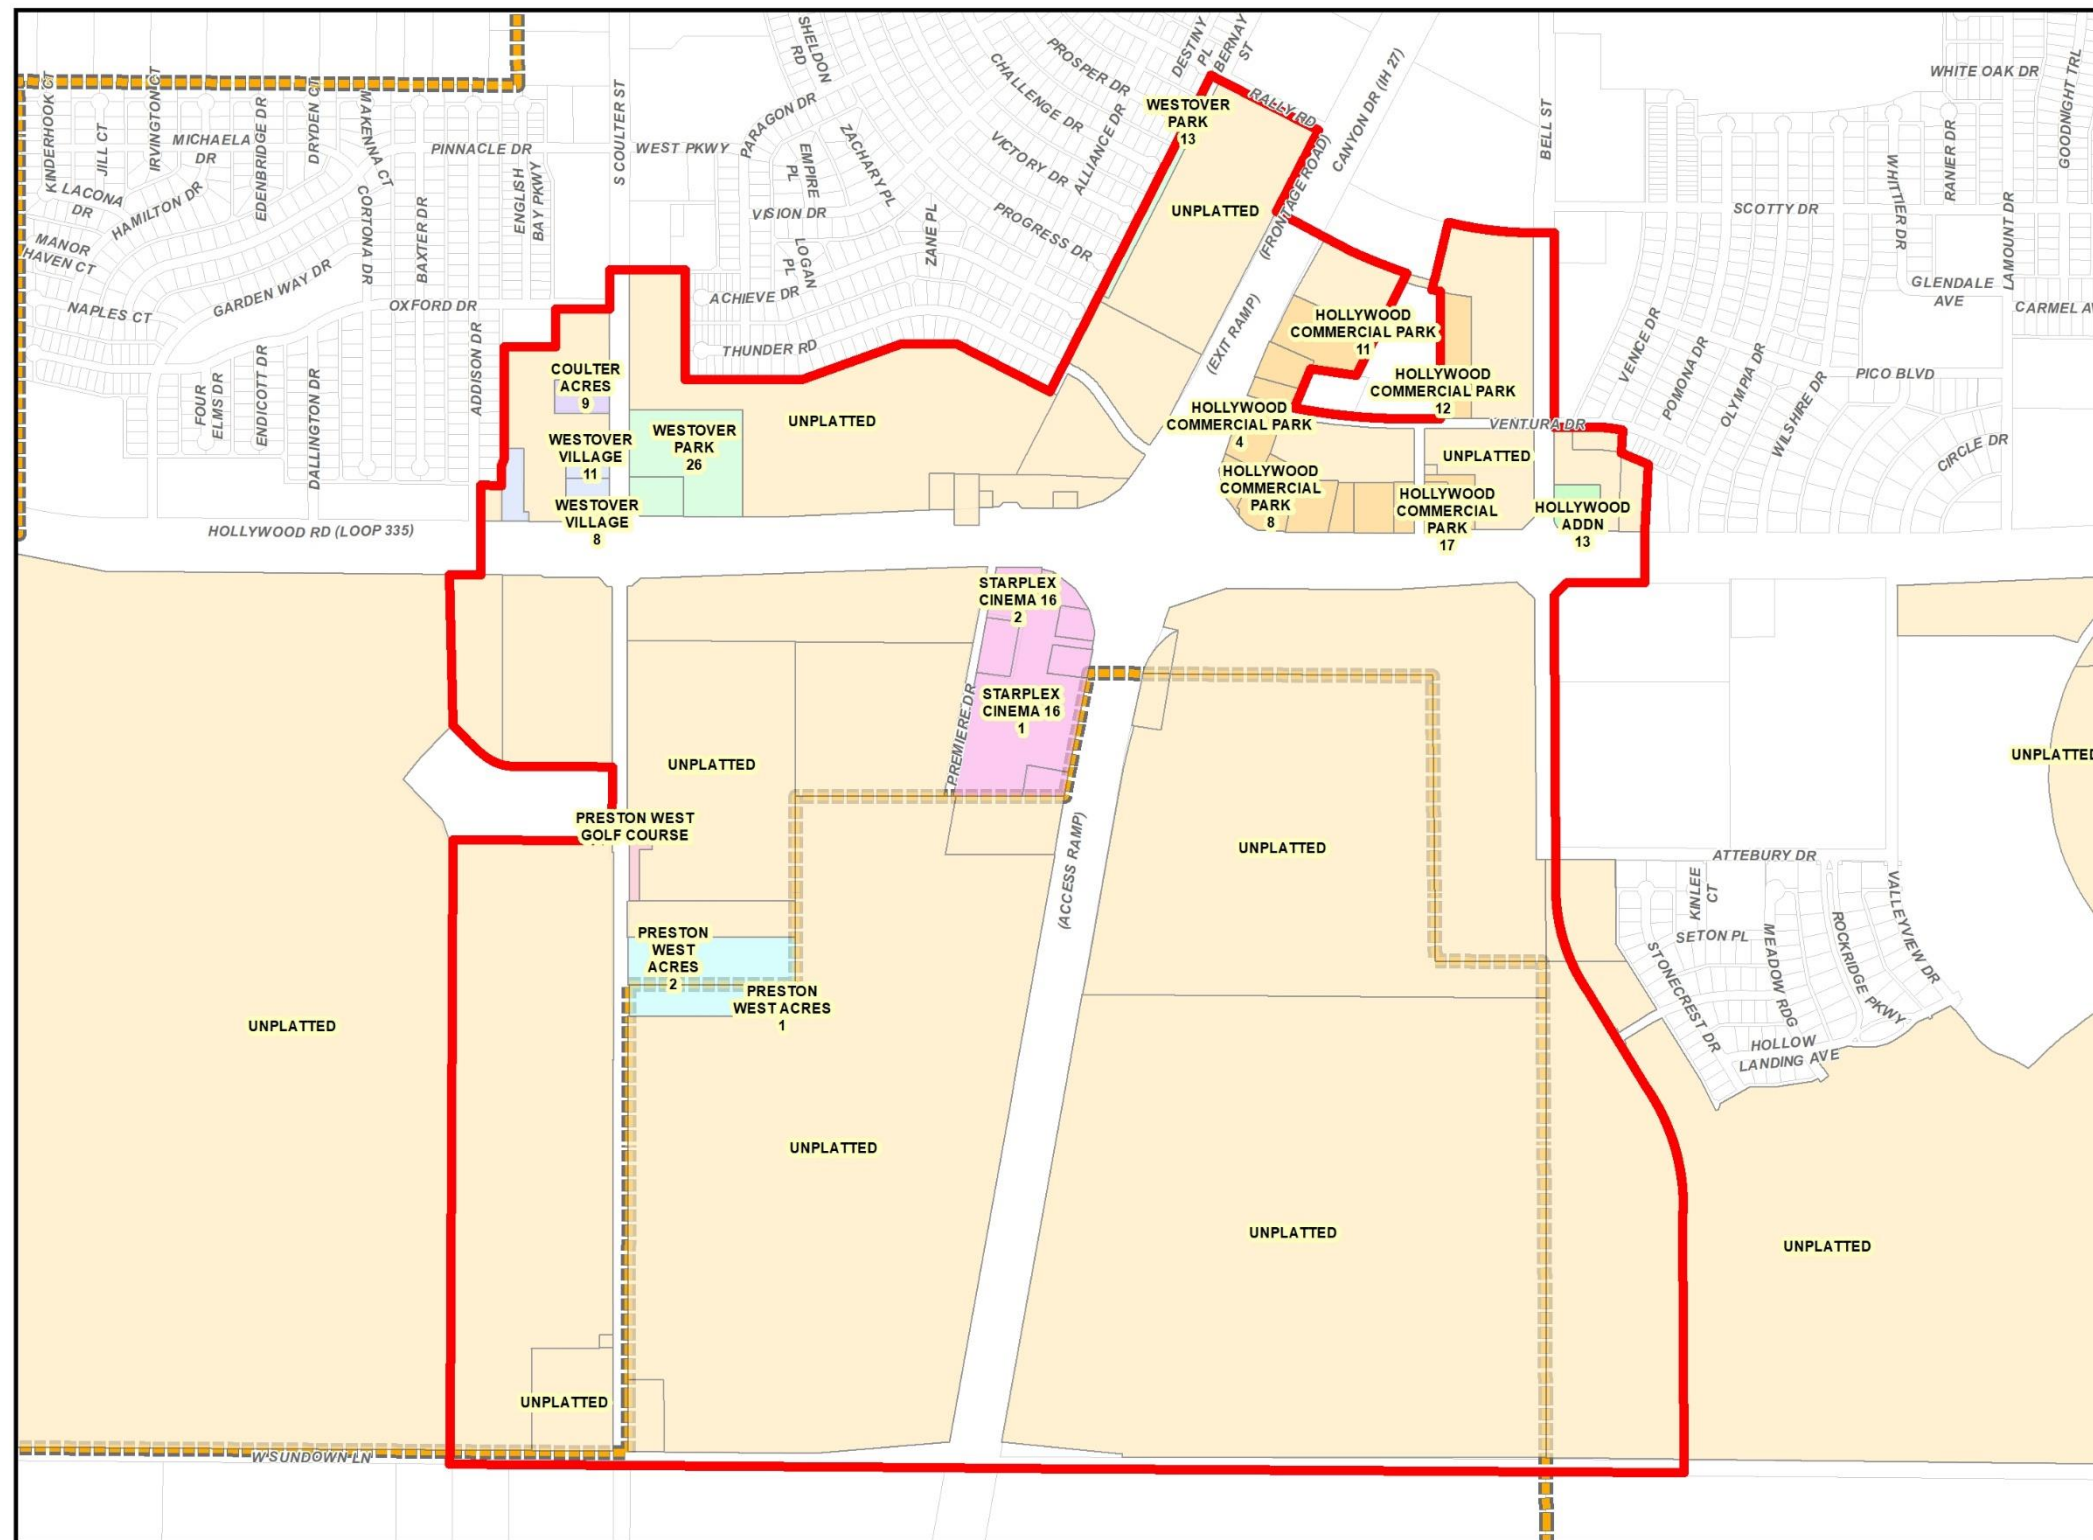 SHELDON
RD
DESTINY
PL
BERNAY
ST
PROSPER DR
CHALLENGE DR
CANYON DR (IH 27)
BELL ST
WHITE OAK DR
GOODNIGHT TRL
KINDERHOOK CT
JILL CT
IRVINGTON CT
MICHAELA
DR
EDENBRIDGE DR
DRYDEN CT
MAKENNA CT
PINNACLE DR
S COULTER ST
WEST PKWY
PARAGON DR
EMPIRE
PL
ZACHARY PL
VICTORY DR
ALLIANCE DR
WESTOVER
PARK
13
RALLY RD
(FRONTAGE ROAD)
WHITTIER DR
RANIER DR
LACONA
DR
HAMILTON DR
CORTONA DR
BAXTER DR
ENGLISH
BAY PKWY
VISION DR
LOGAN
PL
ZANE PL
PROGRESS DR
UNPLATTED
SCOTTY DR
LAMOUNT DR
MANOR
HAVEN CT
NAPLES CT
GARDEN WAY DR
OXFORD DR
ACHIEVE DR
THUNDER RD
(EXIT RAMP)
HOLLYWOOD
COMMERCIAL PARK
11
GLENDALE
AVE
CARMEL AV
VENICE DR
POMONA DR
OLYMPIA DR
WILSHIRE DR
PICO BLVD
CIRCLE DR
FOUR
ELMS DR
ENDICOTT DR
DALLINGTON DR
ADDISON DR
COULTER
ACRES
9
HOLLYWOOD
COMMERCIAL PARK
12
HOLLYWOOD
COMMERCIAL PARK
4
VENTURA DR
WESTOVER
VILLAGE
11
WESTOVER
PARK
26
UNPLATTED
UNPLATTED
HOLLYWOOD
COMMERCIAL
PARK
8
HOLLYWOOD
COMMERCIAL
PARK
17
HOLLYWOOD
ADDN
13
WESTOVER
VILLAGE
8
HOLLYWOOD RD (LOOP 335)
STARPLEX
CINEMA 16
2
STARPLEX
CINEMA 16
1
PREMIERE DR
UNPLATTED
UNPLATTED
PRESTON WEST
GOLF COURSE
(ACCESS RAMP)
UNPLATTED
ATTEBURY DR
KINLEE
CT
SETON PL
STONECREST DR
MEADOW RDG
ROCKRIDGE PKWY
VALLEYVIEW DR
HOLLOW
LANDING AVE
PRESTON
WEST
ACRES
2
PRESTON
WEST ACRES
1
UNPLATTED
UNPLATTED
UNPLATTED
UNPLATTED
UNPLATTED
W SUNDOWN LN